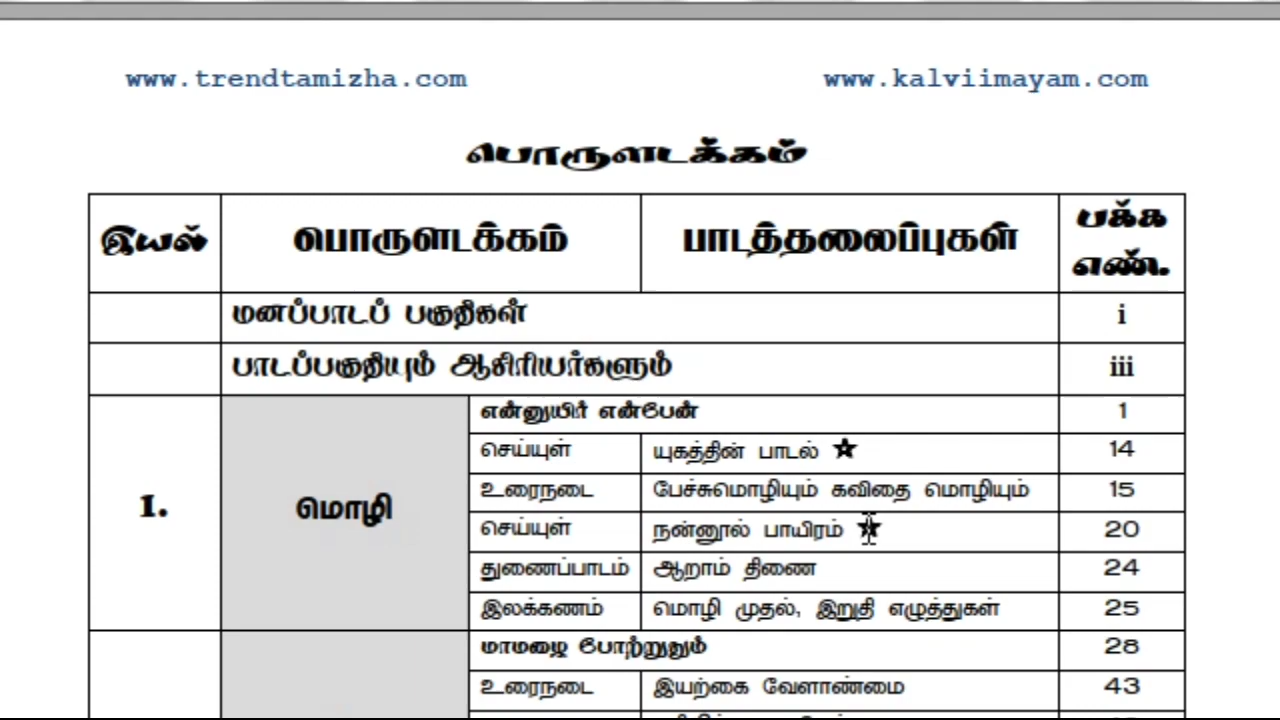 www.trendtamizha.com www.kalviimayam.com
பொருளடக்கம்
இயல் பொருளடக்கம் பாடத்தலைப்புகள் பக்க எண்.
மனப்பாடப் பகுதிகள் i
பாடப்பகுதியும் ஆசிரியர்களும் iii
என்னுயிர் என்பேன் 1
செய்யுள் யுகத்தின் பாடல் ★ 14
உரைநடை பேச்சுமொழியும் கவிதை மொழியும் 15
1. மொழி
செய்யுள் நன்னூல் பாயிரம் ★ 20
துணைப்பாடம் ஆறாம் திணை 24
இலக்கணம் மொழி முதல், இறுதி எழுத்துகள் 25
மாமழை போற்றுதும் 28
உரைநடை இயற்கை வேளாண்மை 43